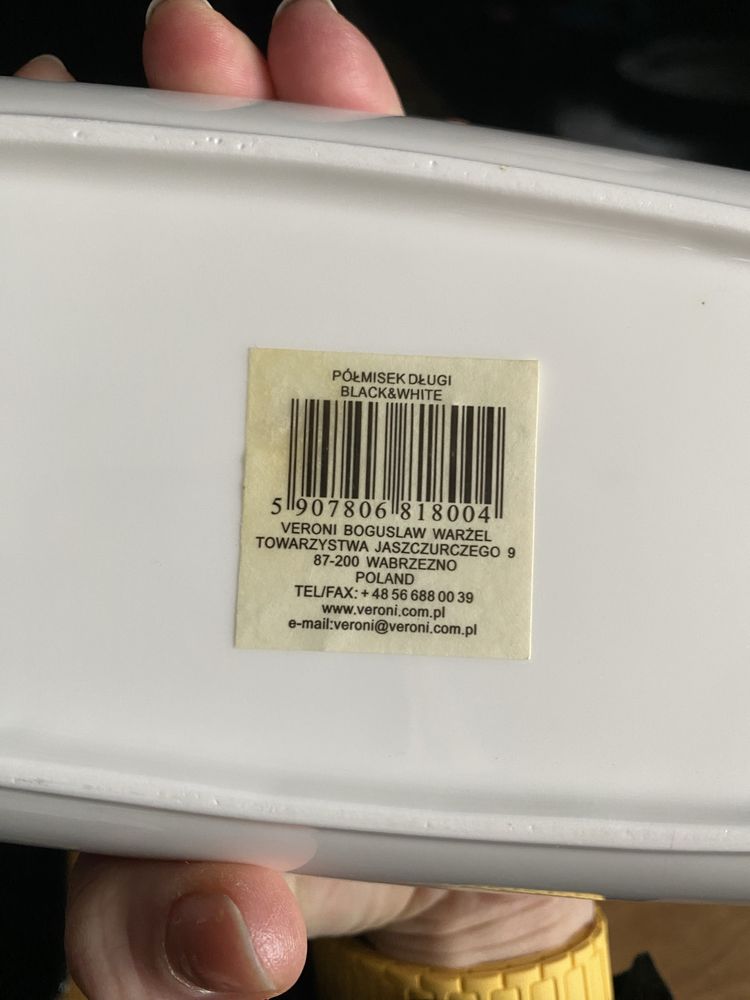 PÓŁMISEK DŁUGI
BLACK&WHITE
5 907806 818004
VERONI BOGUSLAW WARŻEL
TOWARZYSTWA JASZCZURCZEGO 9
87-200 WABRZEZNO
POLAND
TEL/FAX: + 48 56 688 00 39
www.veroni.com.pl
e-mail:veroni@veroni.com.pl